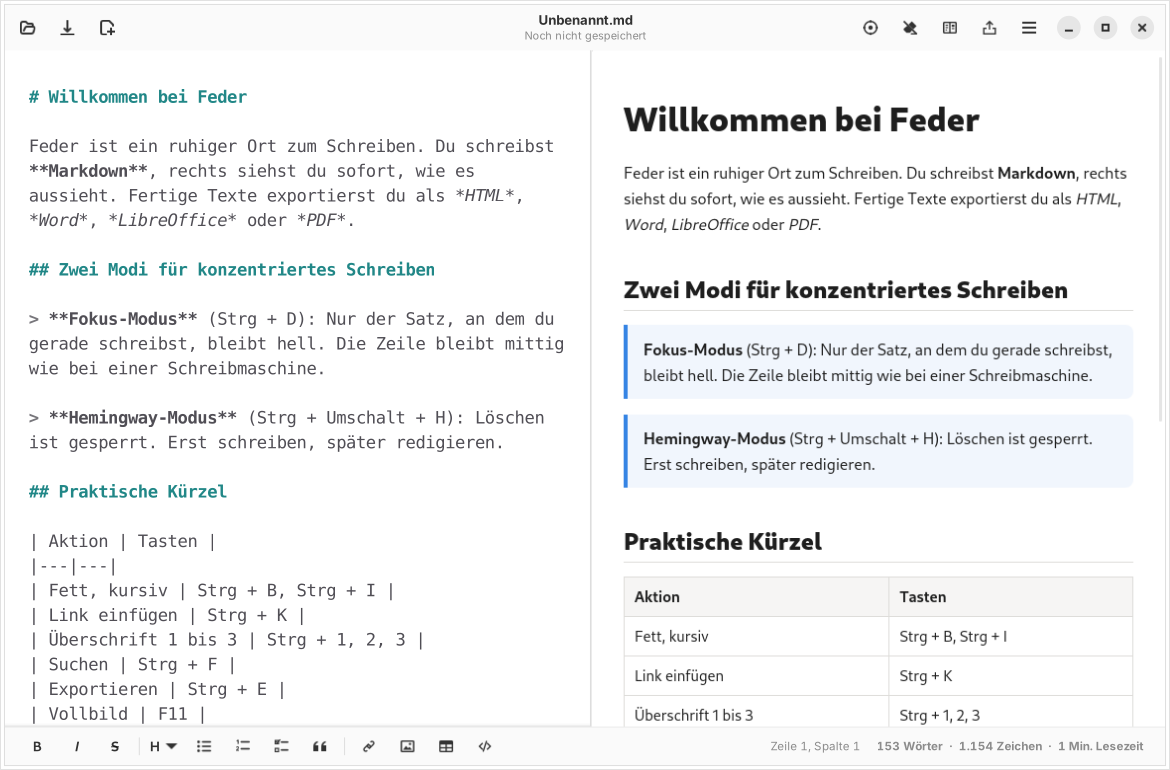 Unbenannt.md
Noch nicht gespeichert
# Willkommen bei Feder
Feder ist ein ruhiger Ort zum Schreiben. Du schreibst
**Markdown**, rechts siehst du sofort, wie es
aussieht. Fertige Texte exportierst du als *HTML*,
*Word*, *LibreOffice* oder *PDF*.
## Zwei Modi für konzentriertes Schreiben
> **Fokus-Modus** (Strg + D): Nur der Satz, an dem du
gerade schreibst, bleibt hell. Die Zeile bleibt mittig
wie bei einer Schreibmaschine.
> **Hemingway-Modus** (Strg + Umschalt + H): Löschen
ist gesperrt. Erst schreiben, später redigieren.
## Praktische Kürzel
| Aktion | Tasten |
|---|---|
| Fett, kursiv | Strg + B, Strg + I |
| Link einfügen | Strg + K |
| Überschrift 1 bis 3 | Strg + 1, 2, 3 |
| Suchen | Strg + F |
| Exportieren | Strg + E |
| Vollbild | F11 |
Willkommen bei Feder
Feder ist ein ruhiger Ort zum Schreiben. Du schreibst Markdown, rechts
siehst du sofort, wie es aussieht. Fertige Texte exportierst du als HTML,
Word, LibreOffice oder PDF.
Zwei Modi für konzentriertes Schreiben
Fokus-Modus (Strg + D): Nur der Satz, an dem du gerade schreibst,
bleibt hell. Die Zeile bleibt mittig wie bei einer Schreibmaschine.
Hemingway-Modus (Strg + Umschalt + H): Löschen ist gesperrt.
Erst schreiben, später redigieren.
Praktische Kürzel
Aktion Tasten
Fett, kursiv Strg + B, Strg + I
Link einfügen Strg + K
Überschrift 1 bis 3 Strg + 1, 2, 3
B I S H Zeile 1, Spalte 1 153 Wörter · 1.154 Zeichen · 1 Min. Lesezeit